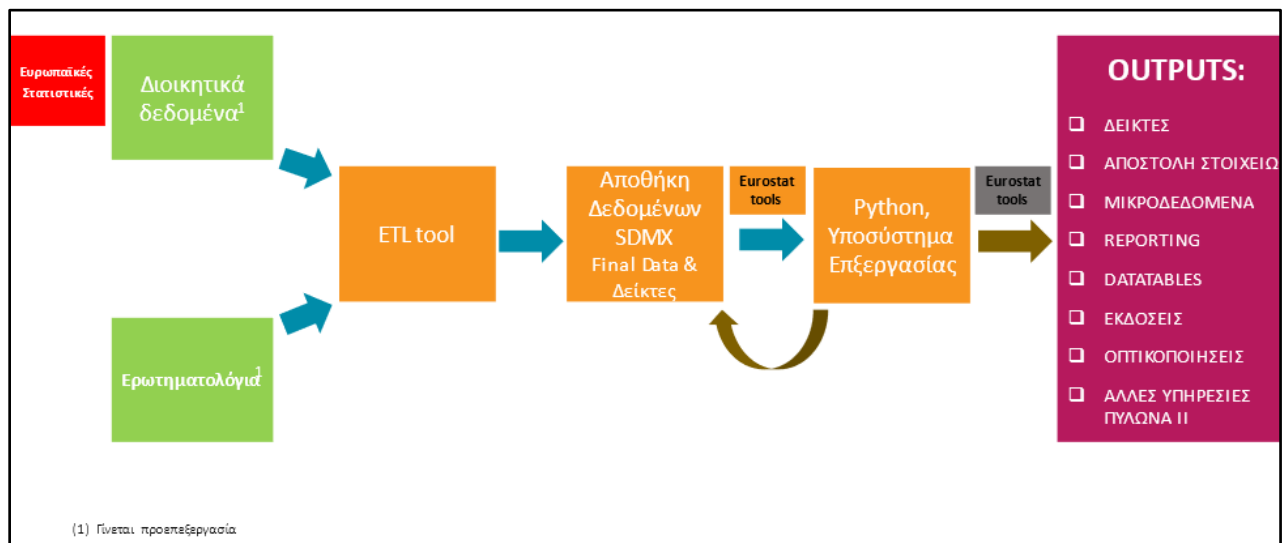 Ευρωπαϊκές
Στατιστικές
Διοικητικά
δεδομένα1
Ερωτηματολόγια1
ETL tool
Αποθήκη
Δεδομένων
SDMX
Final Data &
Δείκτες
Eurostat
tools
Python,
Υποσύστημα
Επξεργασίας
Eurostat
tools
OUTPUTS:
ΔΕΙΚΤΕΣ
ΑΠΟΣΤΟΛΗ ΣΤΟΙΧΕΙΩ
ΜΙΚΡΟΔΕΔΟΜΕΝΑ
REPORTING
DATATABLES
ΕΚΔΟΣΕΙΣ
ΟΠΤΙΚΟΠΟΙΗΣΕΙΣ
ΑΛΛΕΣ ΥΠΗΡΕΣΙΕΣ
ΠΥΛΩΝΑ ΙΙ
(1) Γίνεται προεπεξεργασία